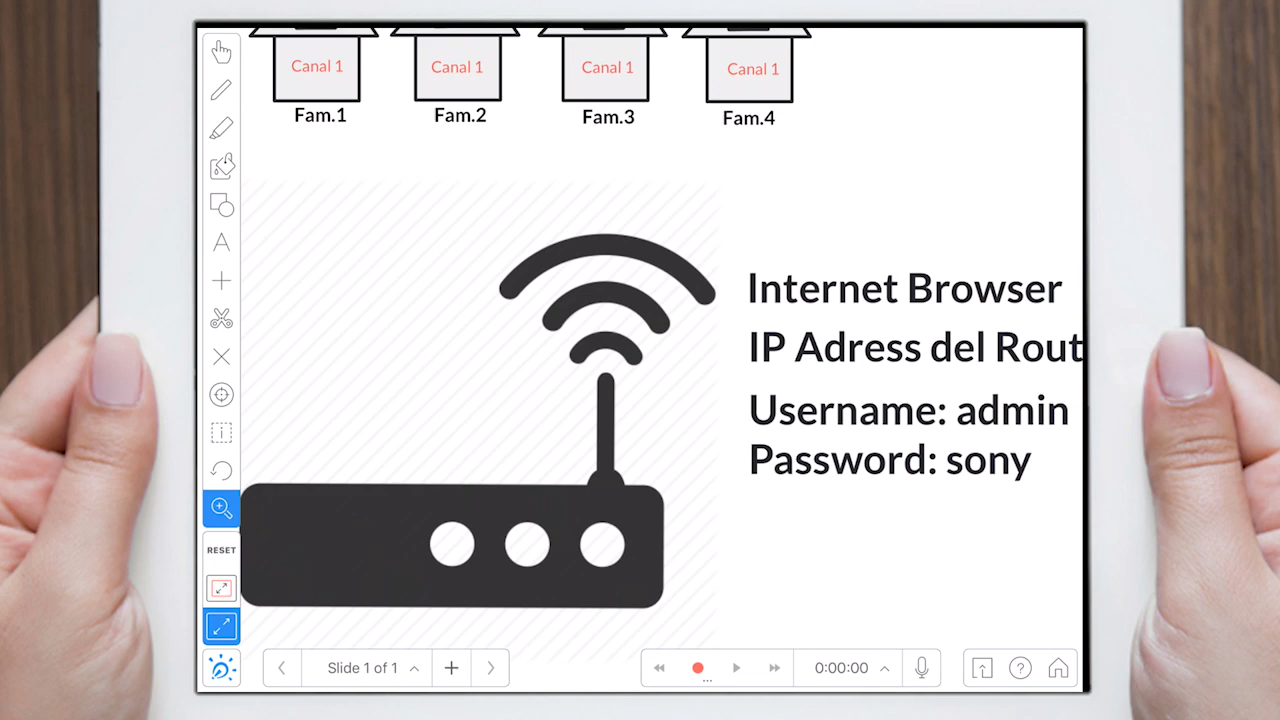 Canal 1 Canal 1 Canal 1 Canal 1
Fam.1 Fam.2 Fam.3 Fam.4
Internet Browser
IP Adress del Rout
Username: admin
Password: sony
RESET
Slide 1 of 1
0:00:00